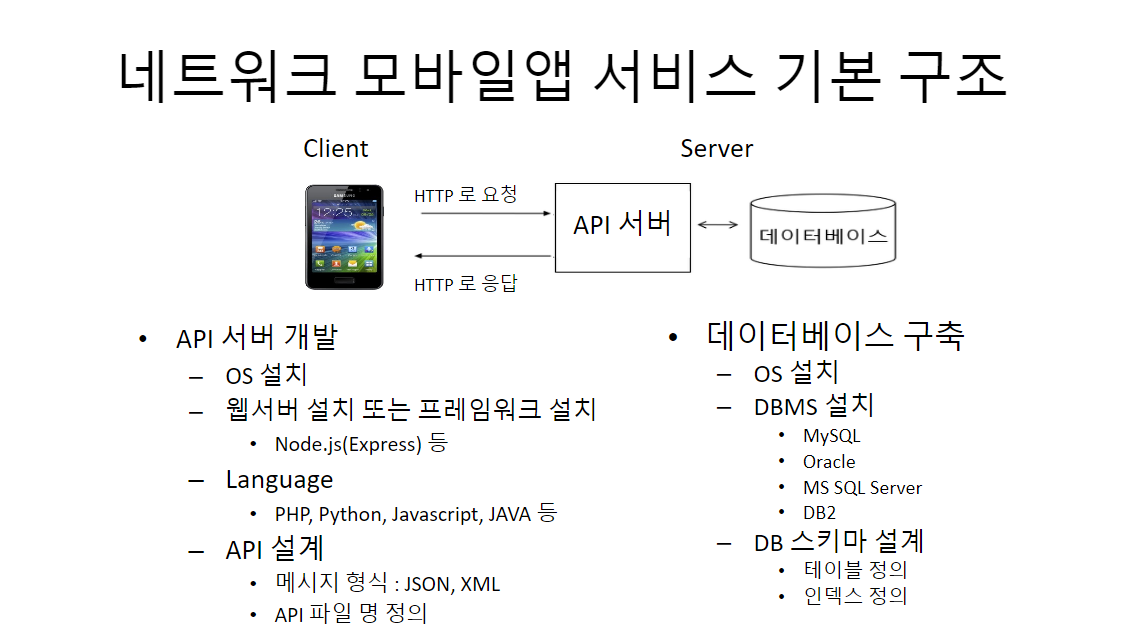 네트워크 모바일앱 서비스 기본 구조
Client
Server
SAMSUNG
12:25
HTTP 로 요청
API 서버
데이터베이스
HTTP 로 응답
• API 서버 개발
– OS 설치
– 웹서버 설치 또는 프레임워크 설치
• Node.js(Express) 등
– Language
• PHP, Python, Javascript, JAVA 등
– API 설계
• 메시지 형식 : JSON, XML
• API 파일 명 정의
• 데이터베이스 구축
– OS 설치
– DBMS 설치
• MySQL
• Oracle
• MS SQL Server
• DB2
– DB 스키마 설계
• 테이블 정의
• 인덱스 정의